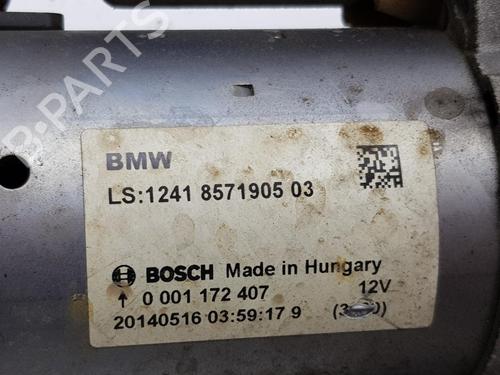 B-PARTS
BMW
LS:1241 8571905 03
BOSCH Made in Hungary
0 001 172 407 12V
20140516 03:59:17 9